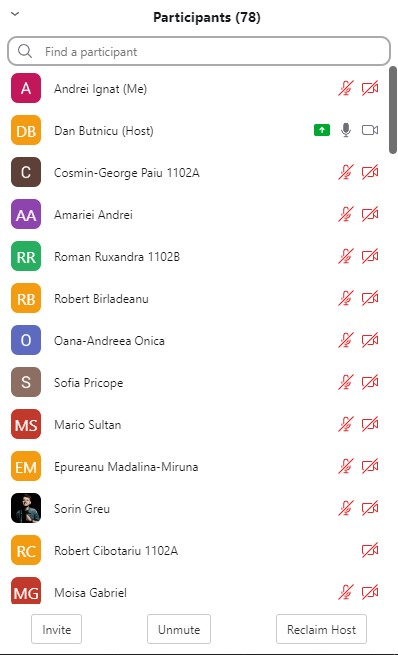 Participants (78)
Find a participant
A Andrei Ignat (Me)
DB Dan Butnicu (Host)
C Cosmin-George Paiu 1102A
AA Amariei Andrei
RR Roman Ruxandra 1102B
RB Robert Birladeanu
O Oana-Andreea Onica
S Sofia Pricope
MS Mario Sultan
EM Epureanu Madalina-Miruna
Sorin Greu
RC Robert Cibotariu 1102A
MG Moisa Gabriel
Invite Unmute Reclaim Host